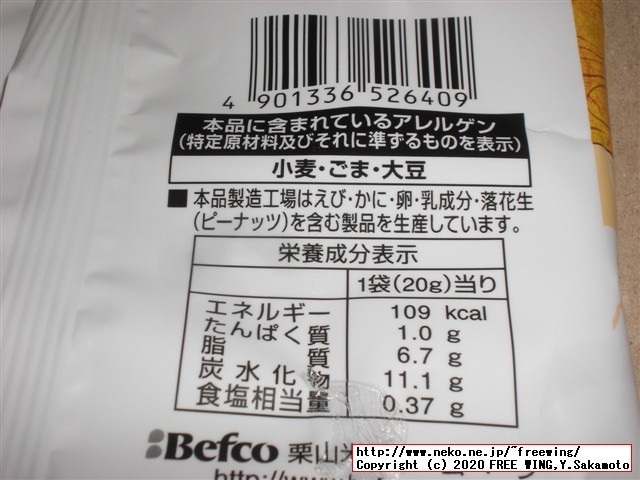 4 901336 526409
本品に含まれているアレルゲン
(特定原材料及びそれに準ずるものを表示)
小麦・ごま・大豆
■ 本品製造工場はえび・かに・卵・乳成分・落花生
(ピーナッツ)を含む製品を生産しています。
栄養成分表示
1袋(20g)当り
エネルギー 109 kcal
たんぱく質 1.0 g
脂質 6.7 g
炭水化物 11.1 g
食塩相当量 0.37 g
Befco 栗山
http://www.neko.ne.jp/~freewing/
Copyright (c) 2020 FREE WING,Y.Sakamoto